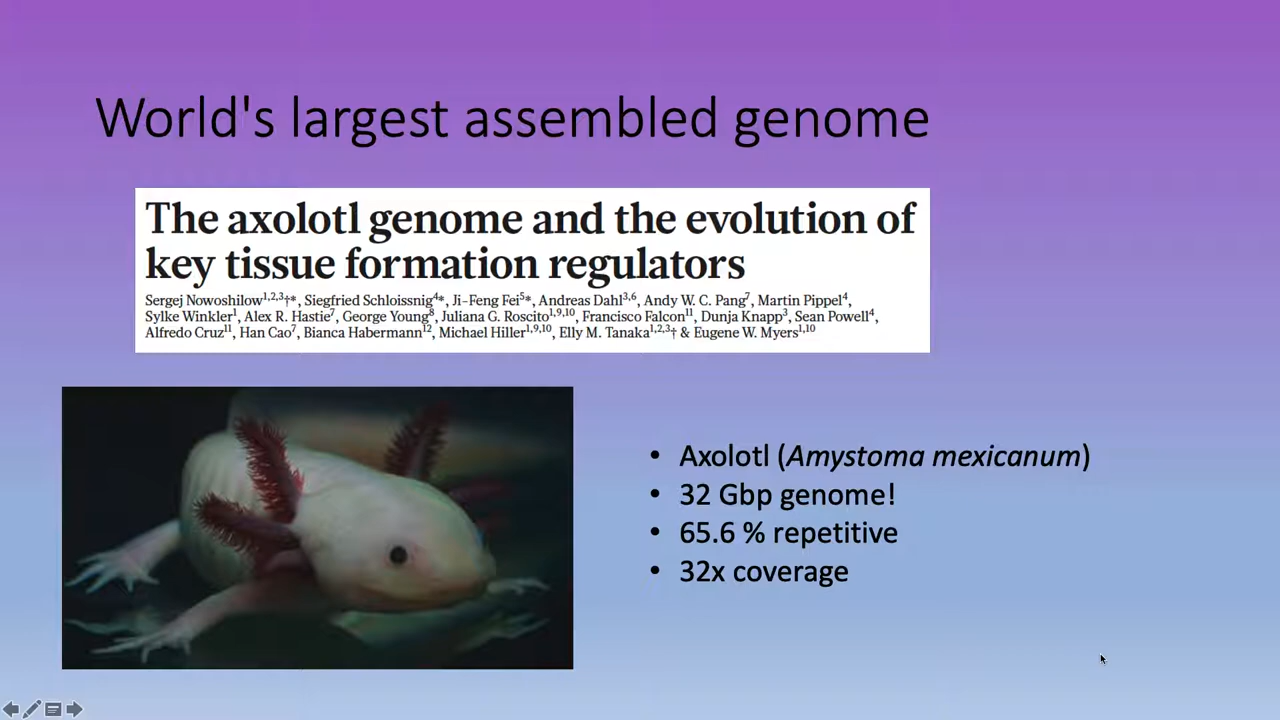 World's largest assembled genome
The axolotl genome and the evolution of
key tissue formation regulators
Sergej Nowoshilow1,2,3†*, Siegfried Schloissnig4*, Ji-Feng Fei5*, Andreas Dahl3,6, Andy W. C. Pang7, Martin Pippel4,
Sylke Winkler1, Alex R. Hastie7, George Young8, Juliana G. Roscito1,9,10, Francisco Falcon11, Dunja Knapp3, Sean Powell4,
Alfredo Cruz11, Han Cao7, Bianca Habermann12, Michael Hiller1,9,10, Elly M. Tanaka1,2,3† & Eugene W. Myers1,10
• Axolotl (Amystoma mexicanum)
• 32 Gbp genome!
• 65.6 % repetitive
• 32x coverage